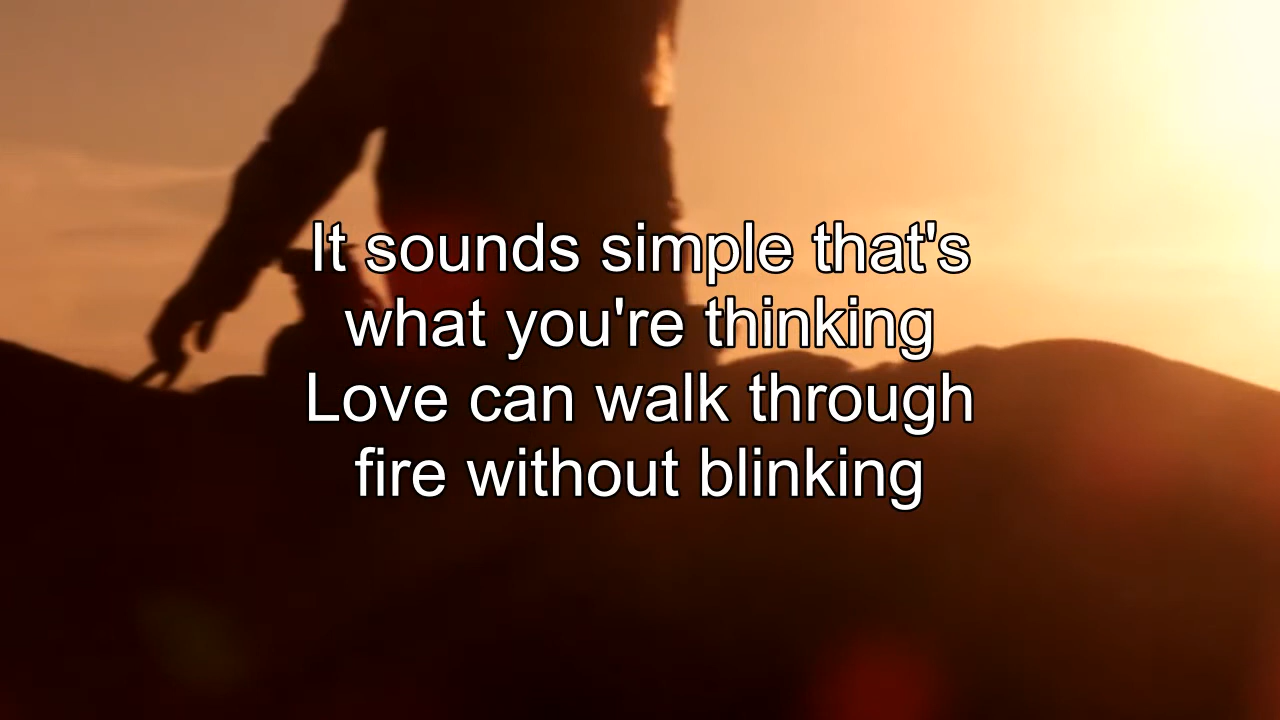 It sounds simple that's
what you're thinking
Love can walk through
fire without blinking